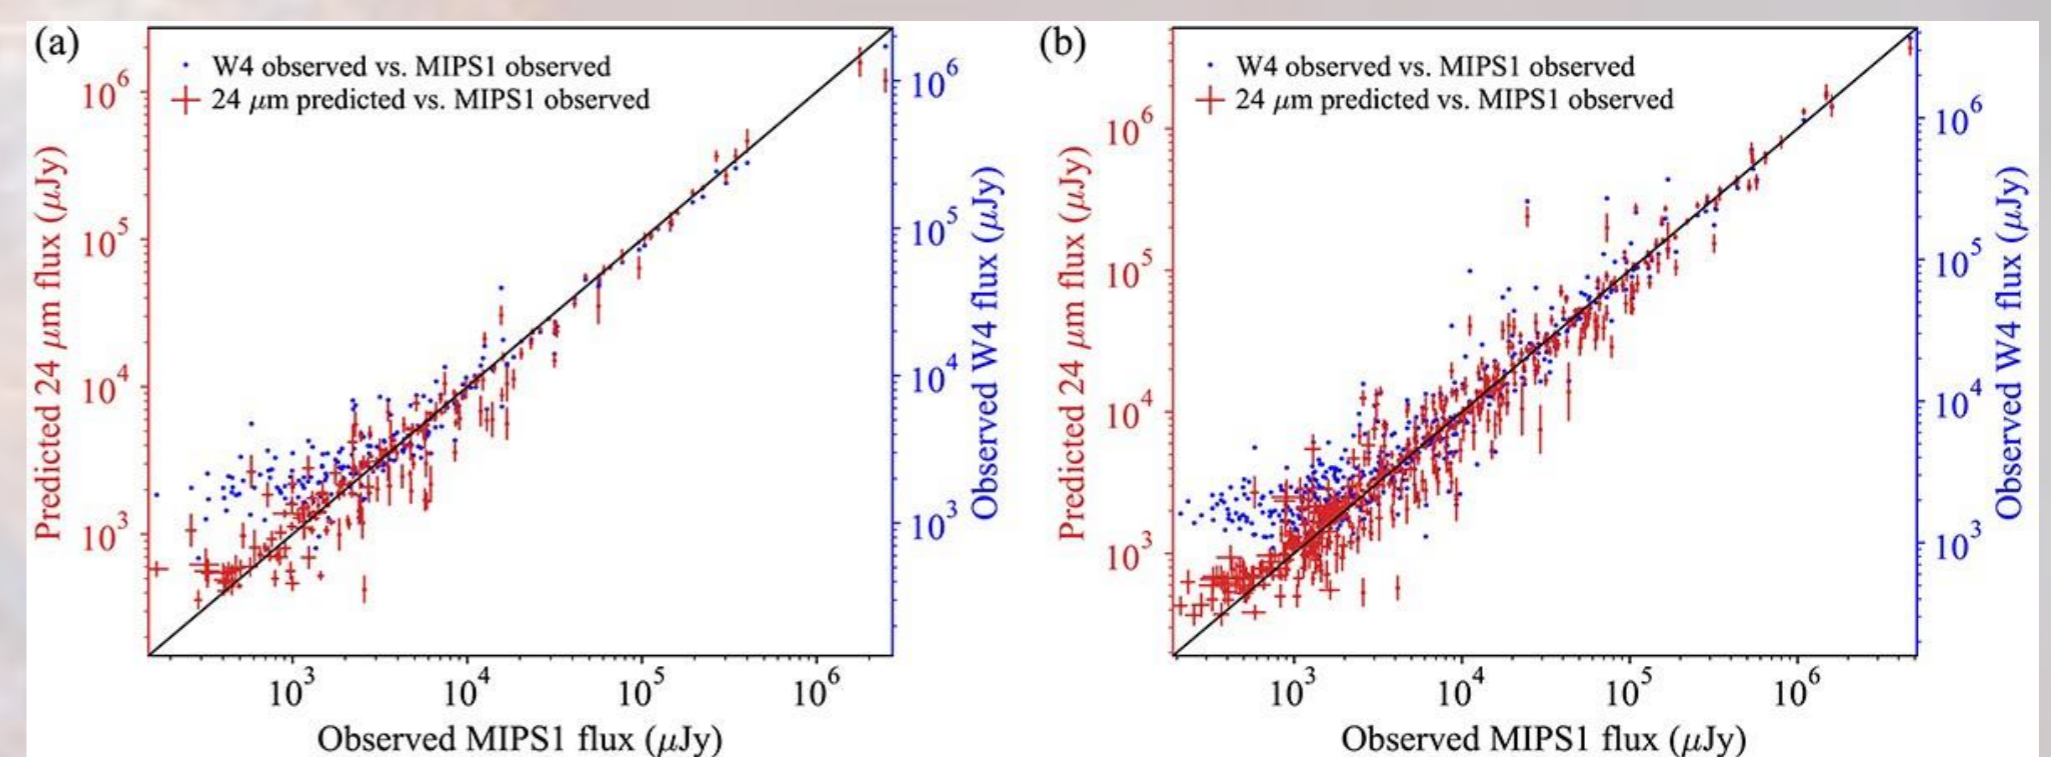 (a)
W4 observed vs. MIPS1 observed
24 μm predicted vs. MIPS1 observed
Predicted 24 μm flux (μJy)
10⁶
10⁵
10⁴
10³
10⁶
10⁵
10⁴
10³
Observed W4 flux (μJy)
10³ 10⁴ 10⁵ 10⁶
Observed MIPS1 flux (μJy)
(b)
W4 observed vs. MIPS1 observed
24 μm predicted vs. MIPS1 observed
Predicted 24 μm flux (μJy)
10⁶
10⁵
10⁴
10³
10⁶
10⁵
10⁴
10³
Observed W4 flux (μJy)
10³ 10⁴ 10⁵ 10⁶
Observed MIPS1 flux (μJy)